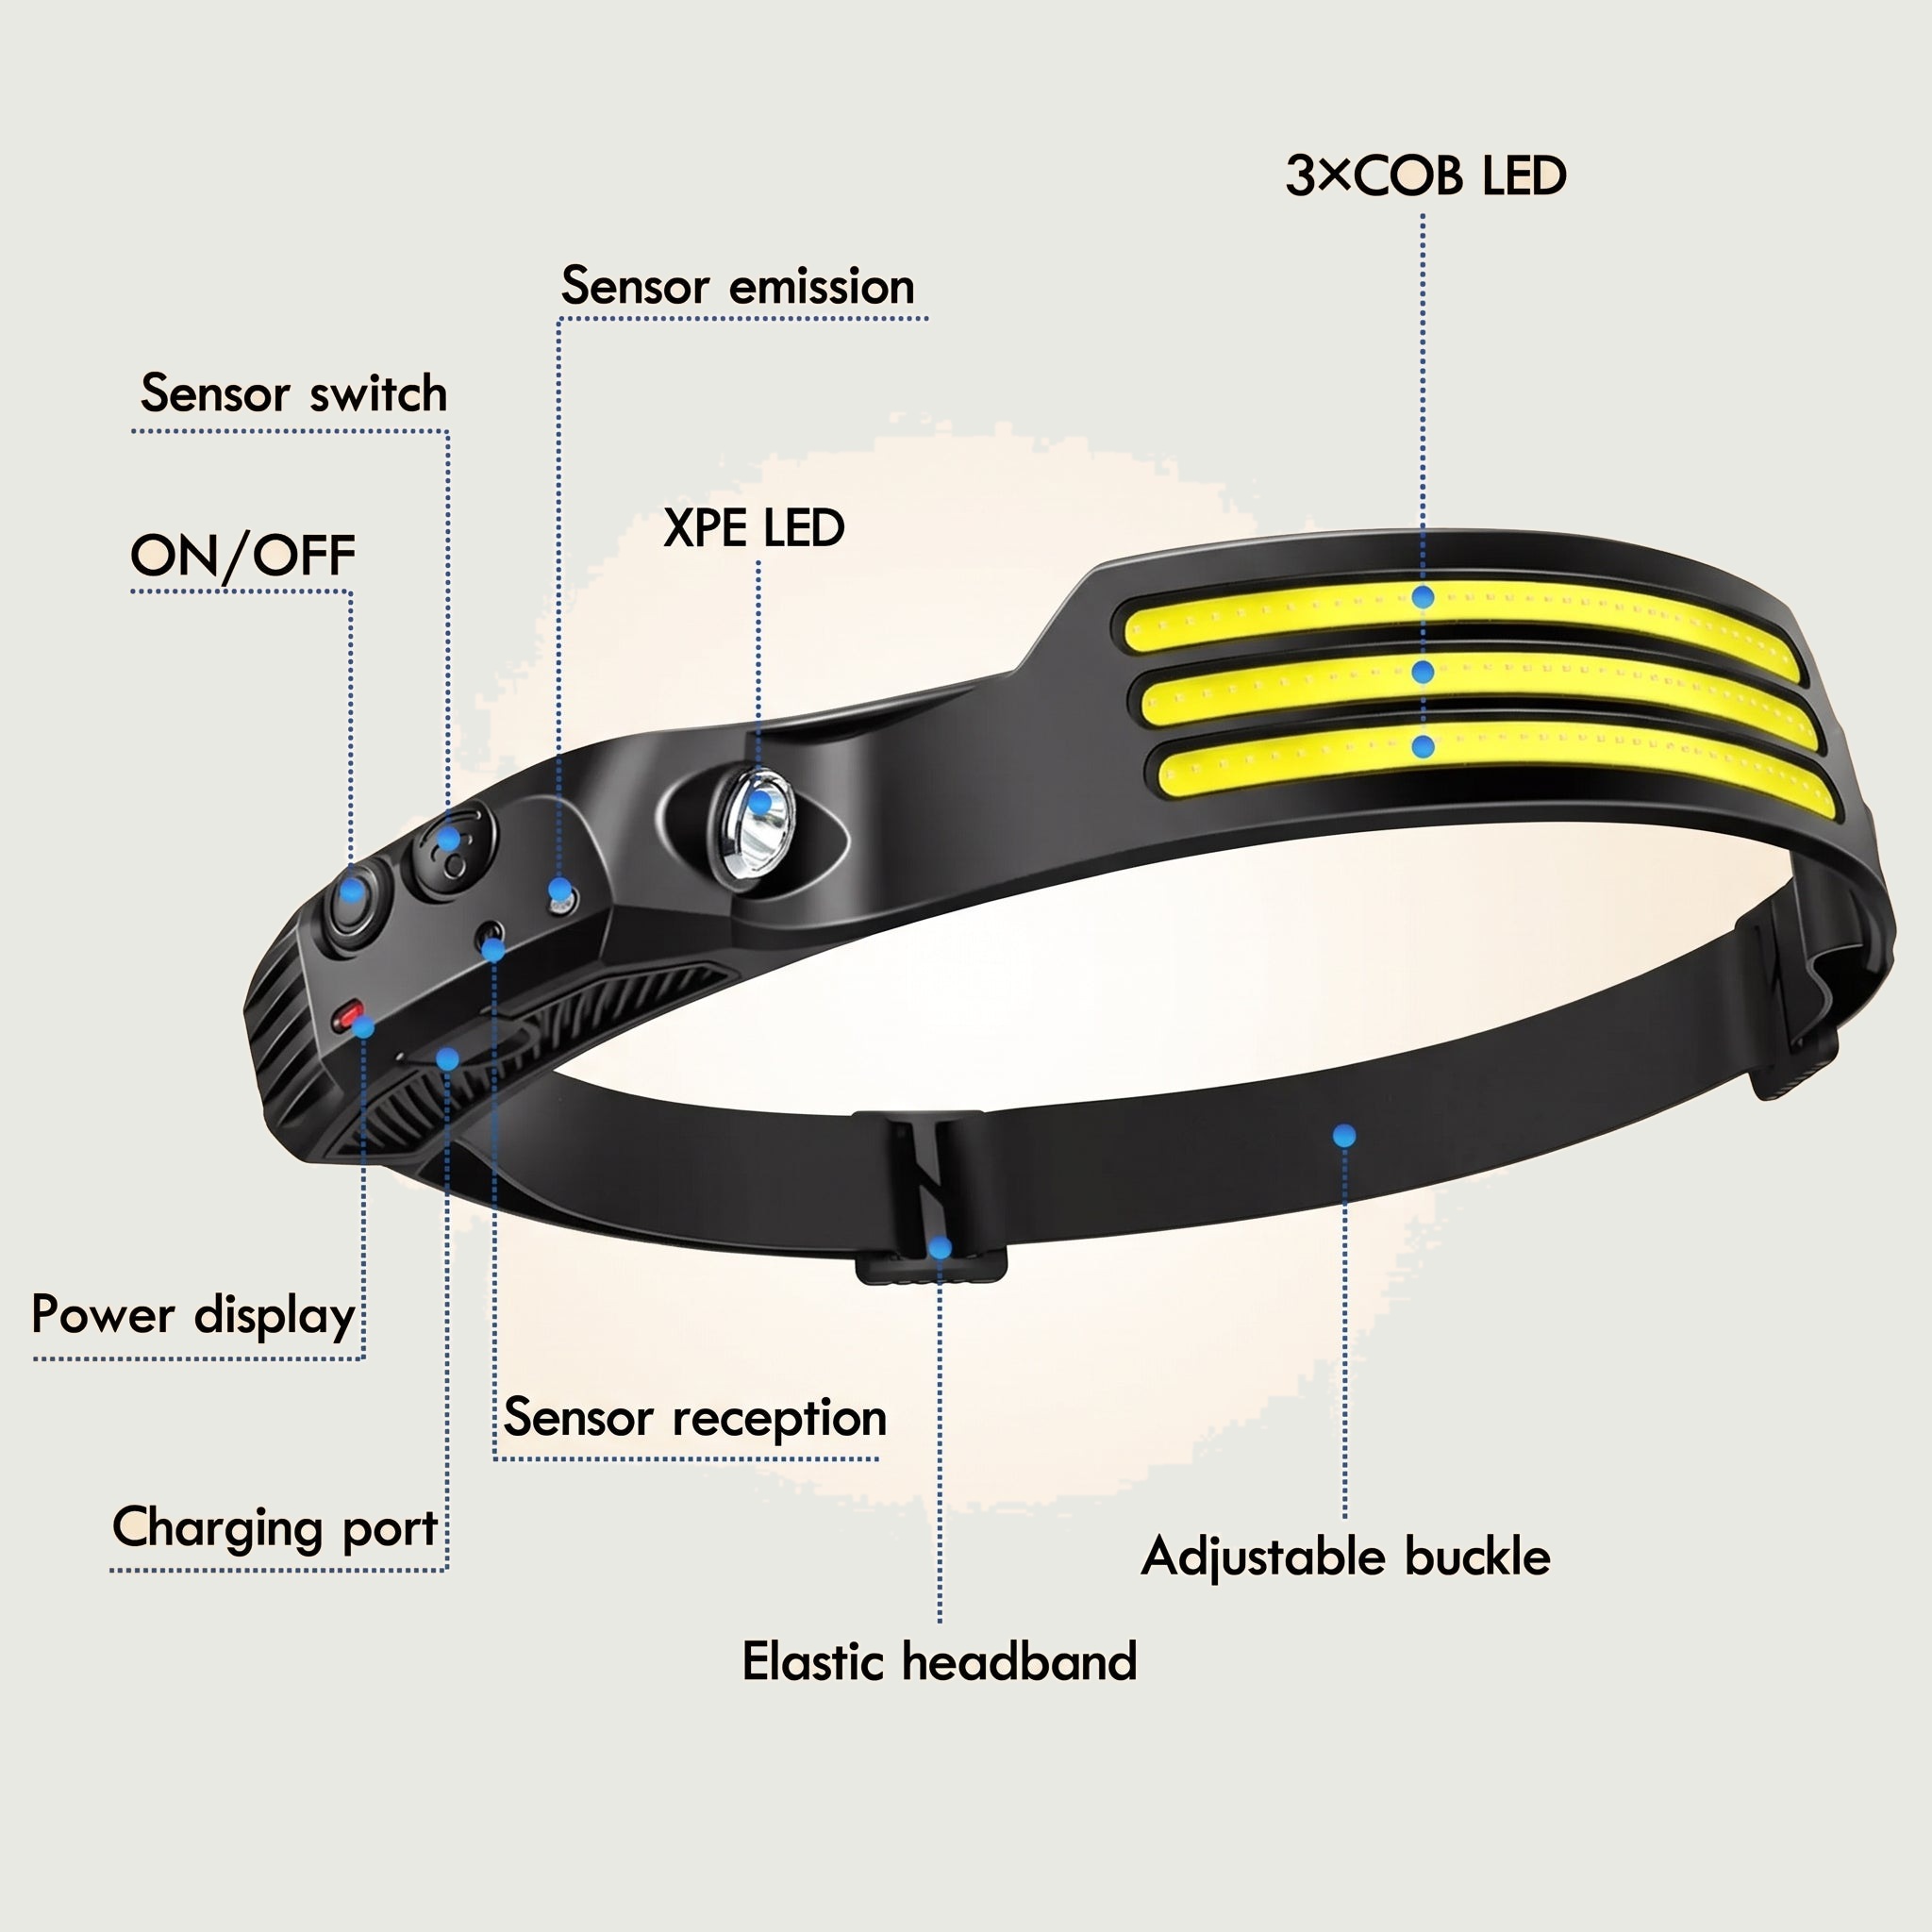 3×COB LED
Sensor emission
Sensor switch
XPE LED
ON/OFF
Power display
Sensor reception
Charging port
Adjustable buckle
Elastic headband